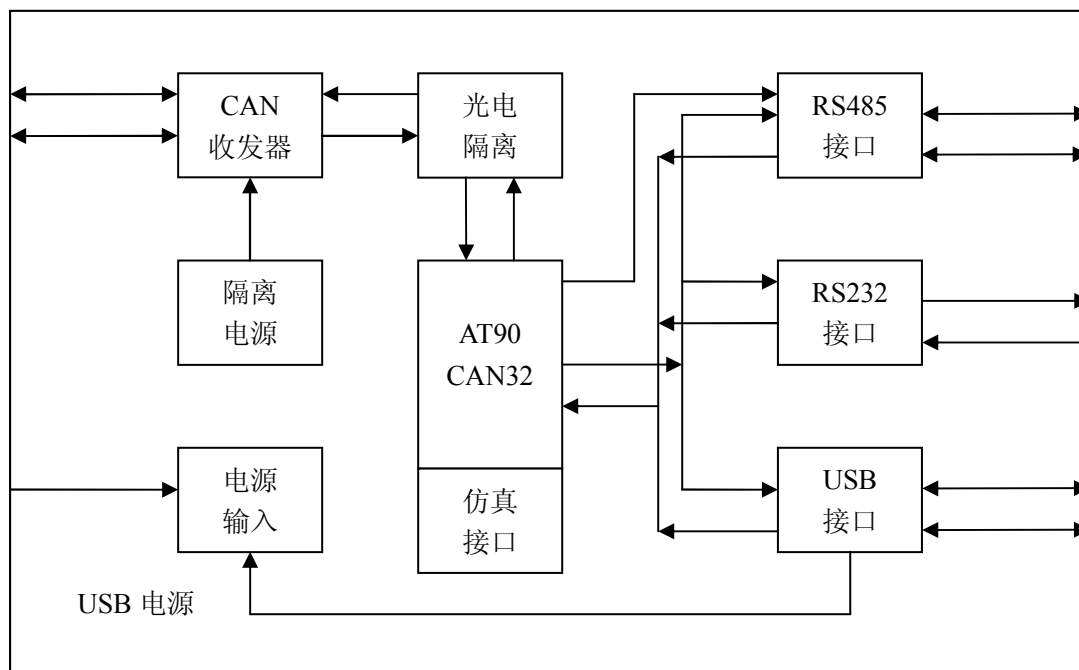 CAN
收发器
光电
隔离
RS485
接口
隔离
电源
AT90
CAN32
RS232
接口
电源
输入
仿真
接口
USB
接口
USB 电源